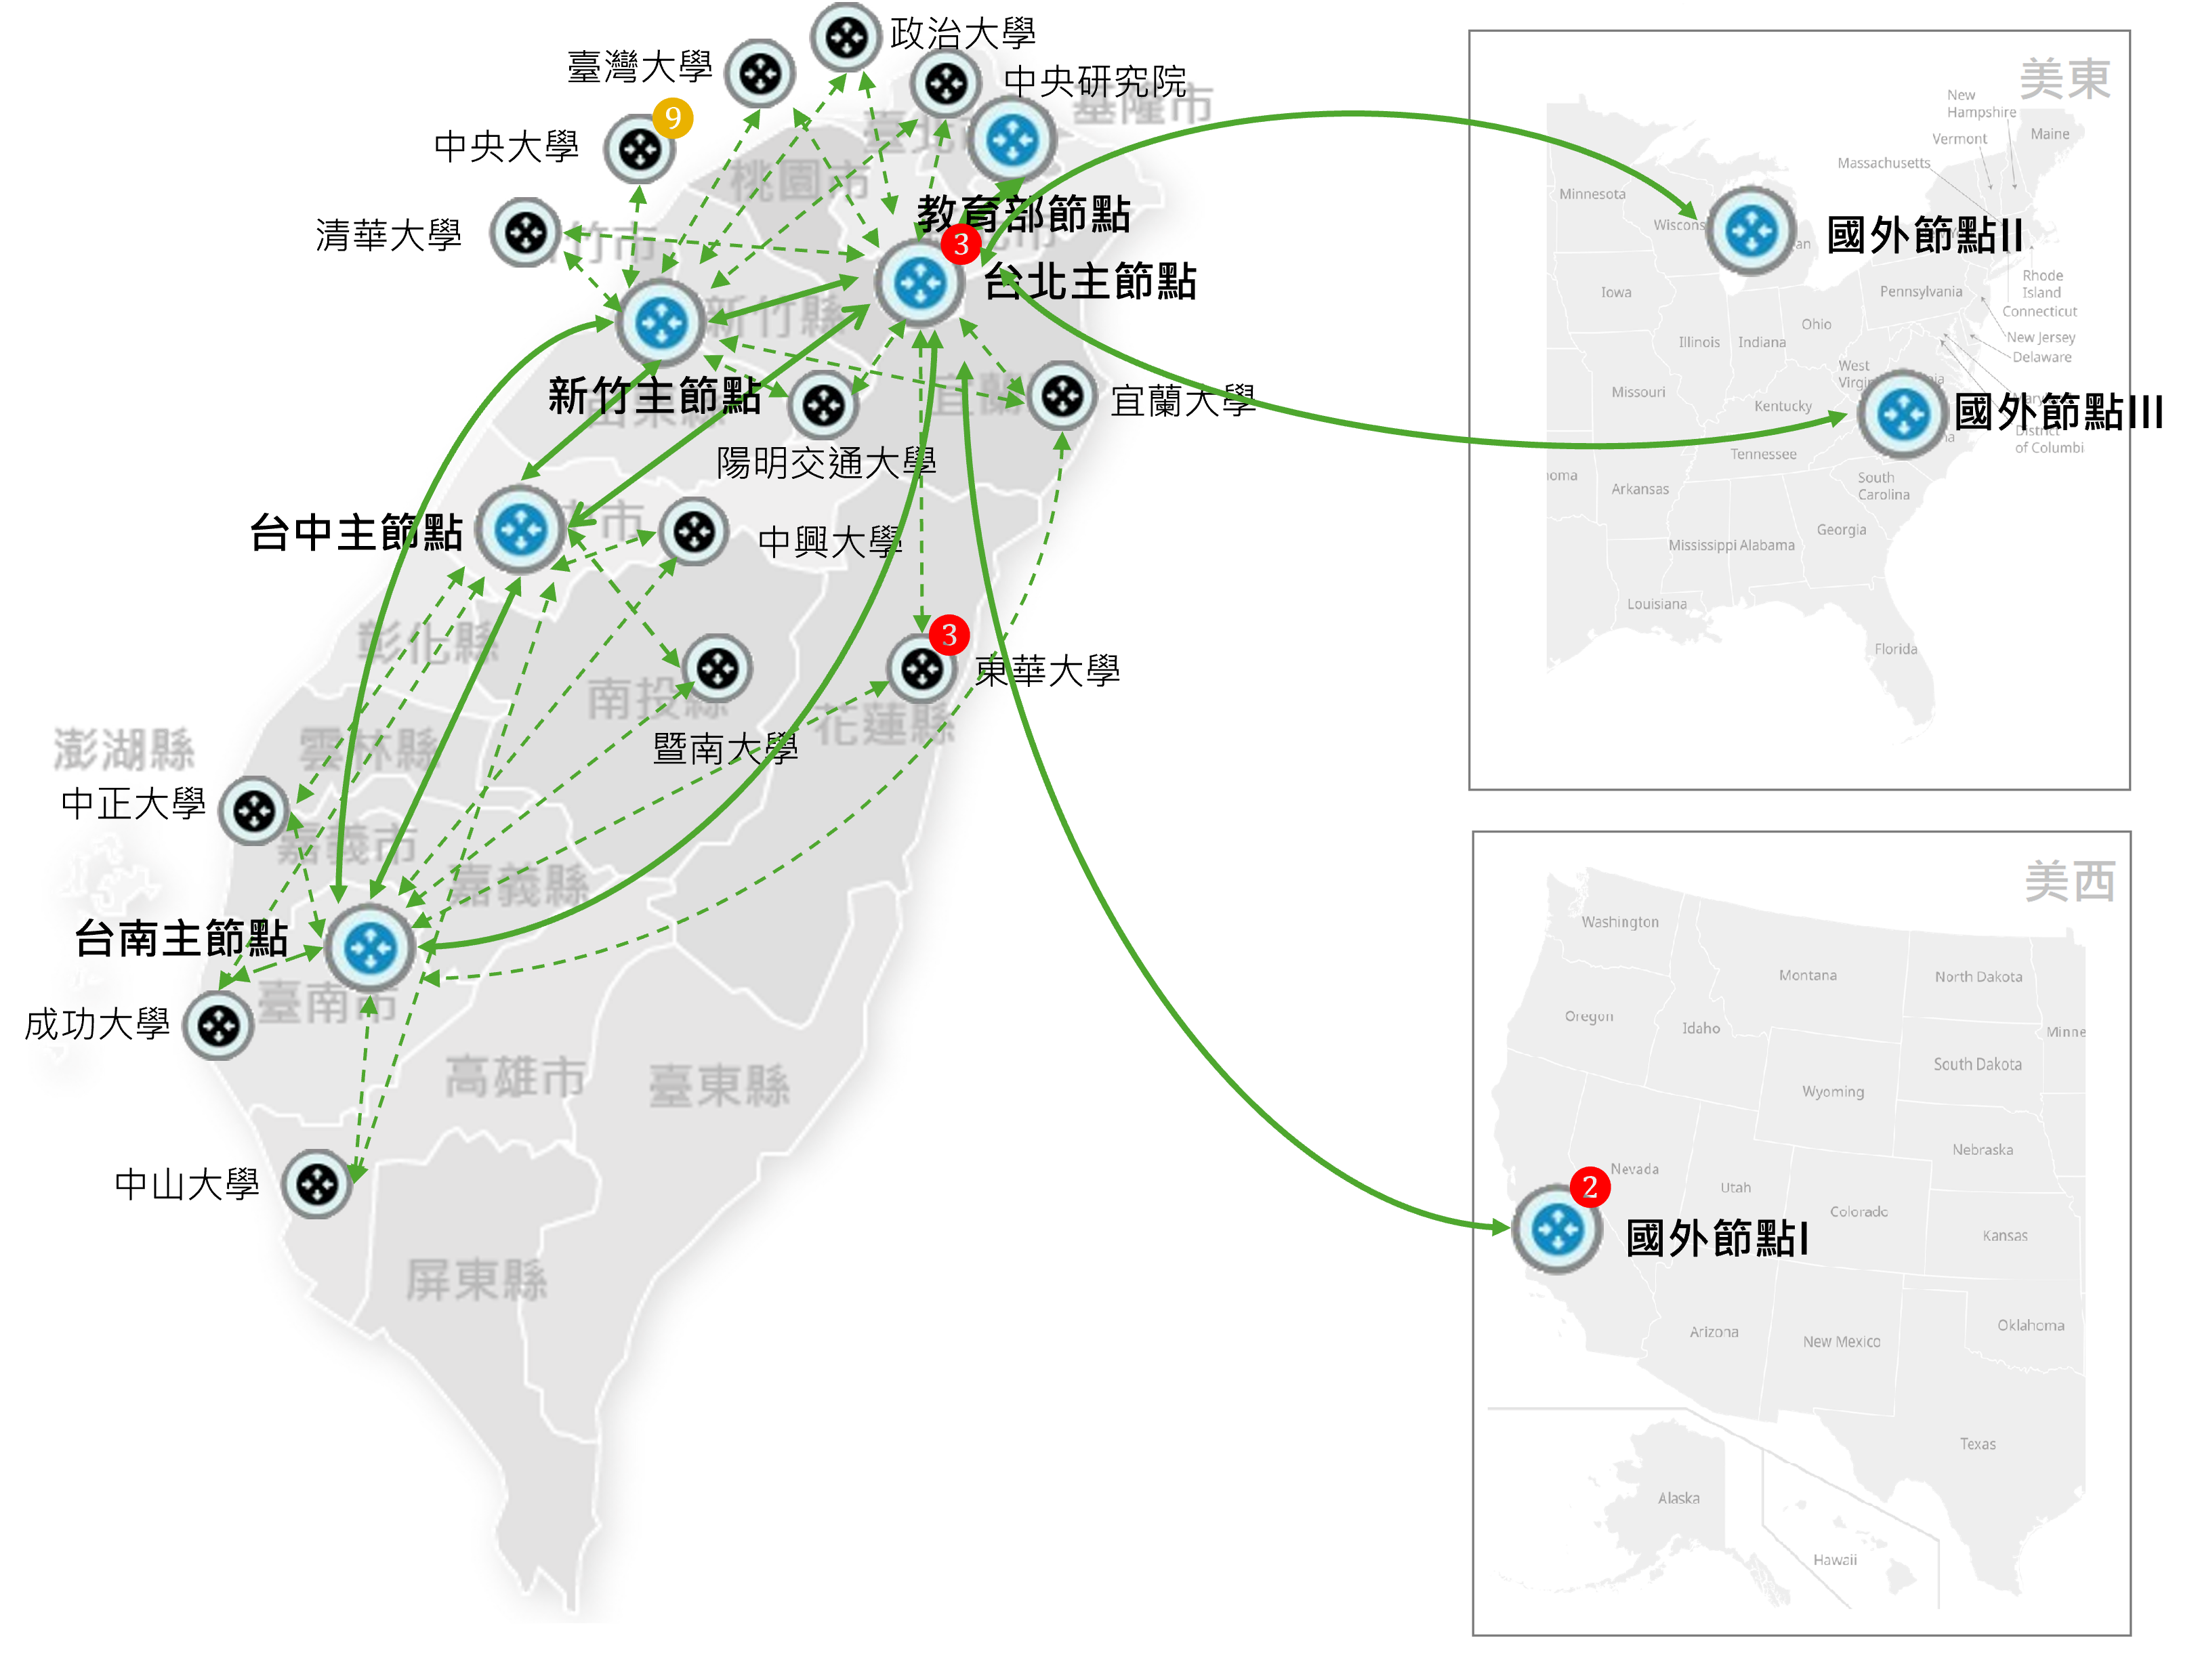 政治大學
臺灣大學
中央研究院
基隆市
9
中央大學
桃園市
教育部節點
清華大學
竹市
3
台北主節點
新竹縣
新竹主節點
宜蘭
宜蘭大學
陽明交通大學
台中主節點
中市
中興大學
彰化縣
3
東華大學
南投縣
花蓮縣
暨南大學
澎湖縣
雲林縣
中正大學
嘉義市
嘉義縣
台南主節點
臺南市
成功大學
高雄市
臺東縣
中山大學
屏東縣
美東
New
Hampshire
Vermont
Maine
Massachusetts
Minnesota
Wiscons
an
國外節點II
Rhode
Island
Connecticut
Pennsylvania
Iowa
Ohio
New Jersey
Delaware
Illinois
Indiana
West
Virgin
Missouri
Kentucky
國外節點III
District
of Columbi
Tennessee
oma
Arkansas
South
Carolina
Georgia
Mississippi
Alabama
Louisiana
Florida
美西
Washington
Montana
North Dakota
Oregon
Idaho
Minne
South Dakota
Wyoming
Nebraska
Nevada
2
Utah
Colorado
Kansas
國外節點I
Arizona
New Mexico
Oklahoma
Texas
Alaska
Hawaii